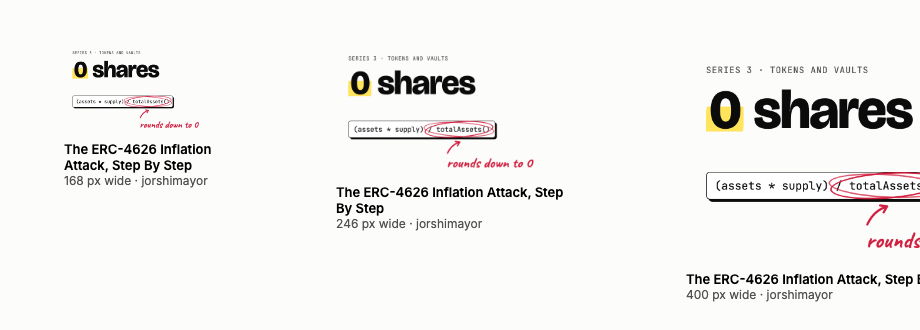 SERIES 3 · TOKENS AND VAULTS
0 shares
(assets * supply) / totalAssets()
rounds down to 0
The ERC-4626 Inflation
Attack, Step By Step
168 px wide · jorshimayor
SERIES 3 · TOKENS AND VAULTS
0 shares
(assets * supply) / totalAssets()
rounds down to 0
The ERC-4626 Inflation Attack, Step
By Step
246 px wide · jorshimayor
SERIES 3 · TOKENS AND VAULTS
0 shares
(assets * supply) / totalAssets
rounds
The ERC-4626 Inflation Attack, Step
400 px wide · jorshimayor